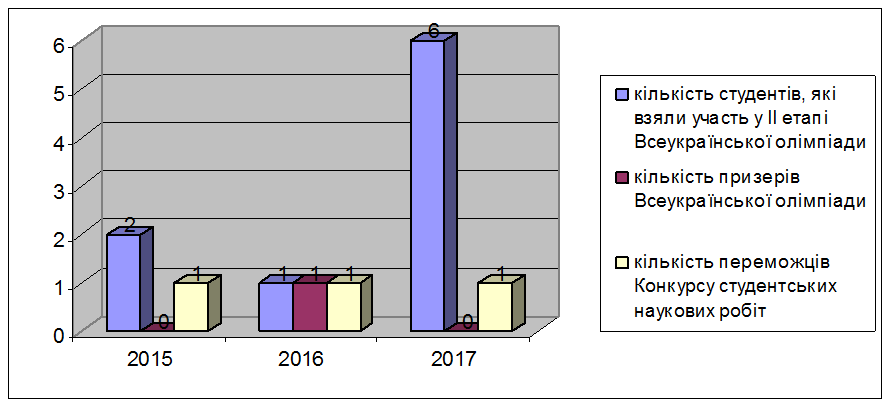 6
5
4
3
2
1
0
2
0
1
1
1
1
6
0
1
2015
2016
2017
кількість студентів, які
взяли участь у ІІ етапі
Всеукраїнської олімпіади
кількість призерів
Всеукраїнської олімпіади
кількість переможців
Конкурсу студентських
наукових робіт